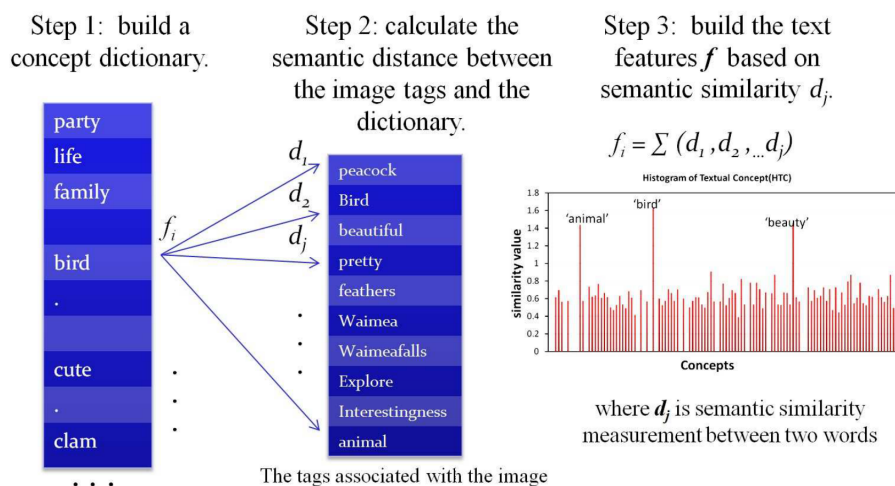 Step 1: build a
concept dictionary.
party
life
family
bird
.
cute
.
clam
. . .
Step 2: calculate the
semantic distance between
the image tags and the
dictionary.
fi
d1
d2
dj
peacock
Bird
beautiful
pretty
feathers
Waimea
Waimeafalls
Explore
Interestingness
animal
The tags associated with the image
Step 3: build the text
features f based on
semantic similarity dj.
fi = ∑ (d1 ,d2 ,...dj)
Histogram of Textual Concept(HTC)
similarity value
1.8
1.6
1.4
1.2
1
0.8
0.6
0.4
0.2
0
'animal'
'bird'
'beauty'
Concepts
where dj is semantic similarity
measurement between two words